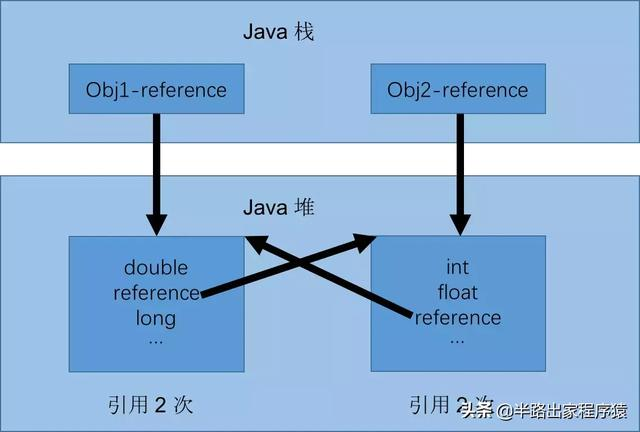 Java 栈
Obj1-reference
Obj2-reference
Java 堆
double
reference
long
...
int
float
reference
...
引用 2 次
引用 2 次
头条 @半路出家程序猿